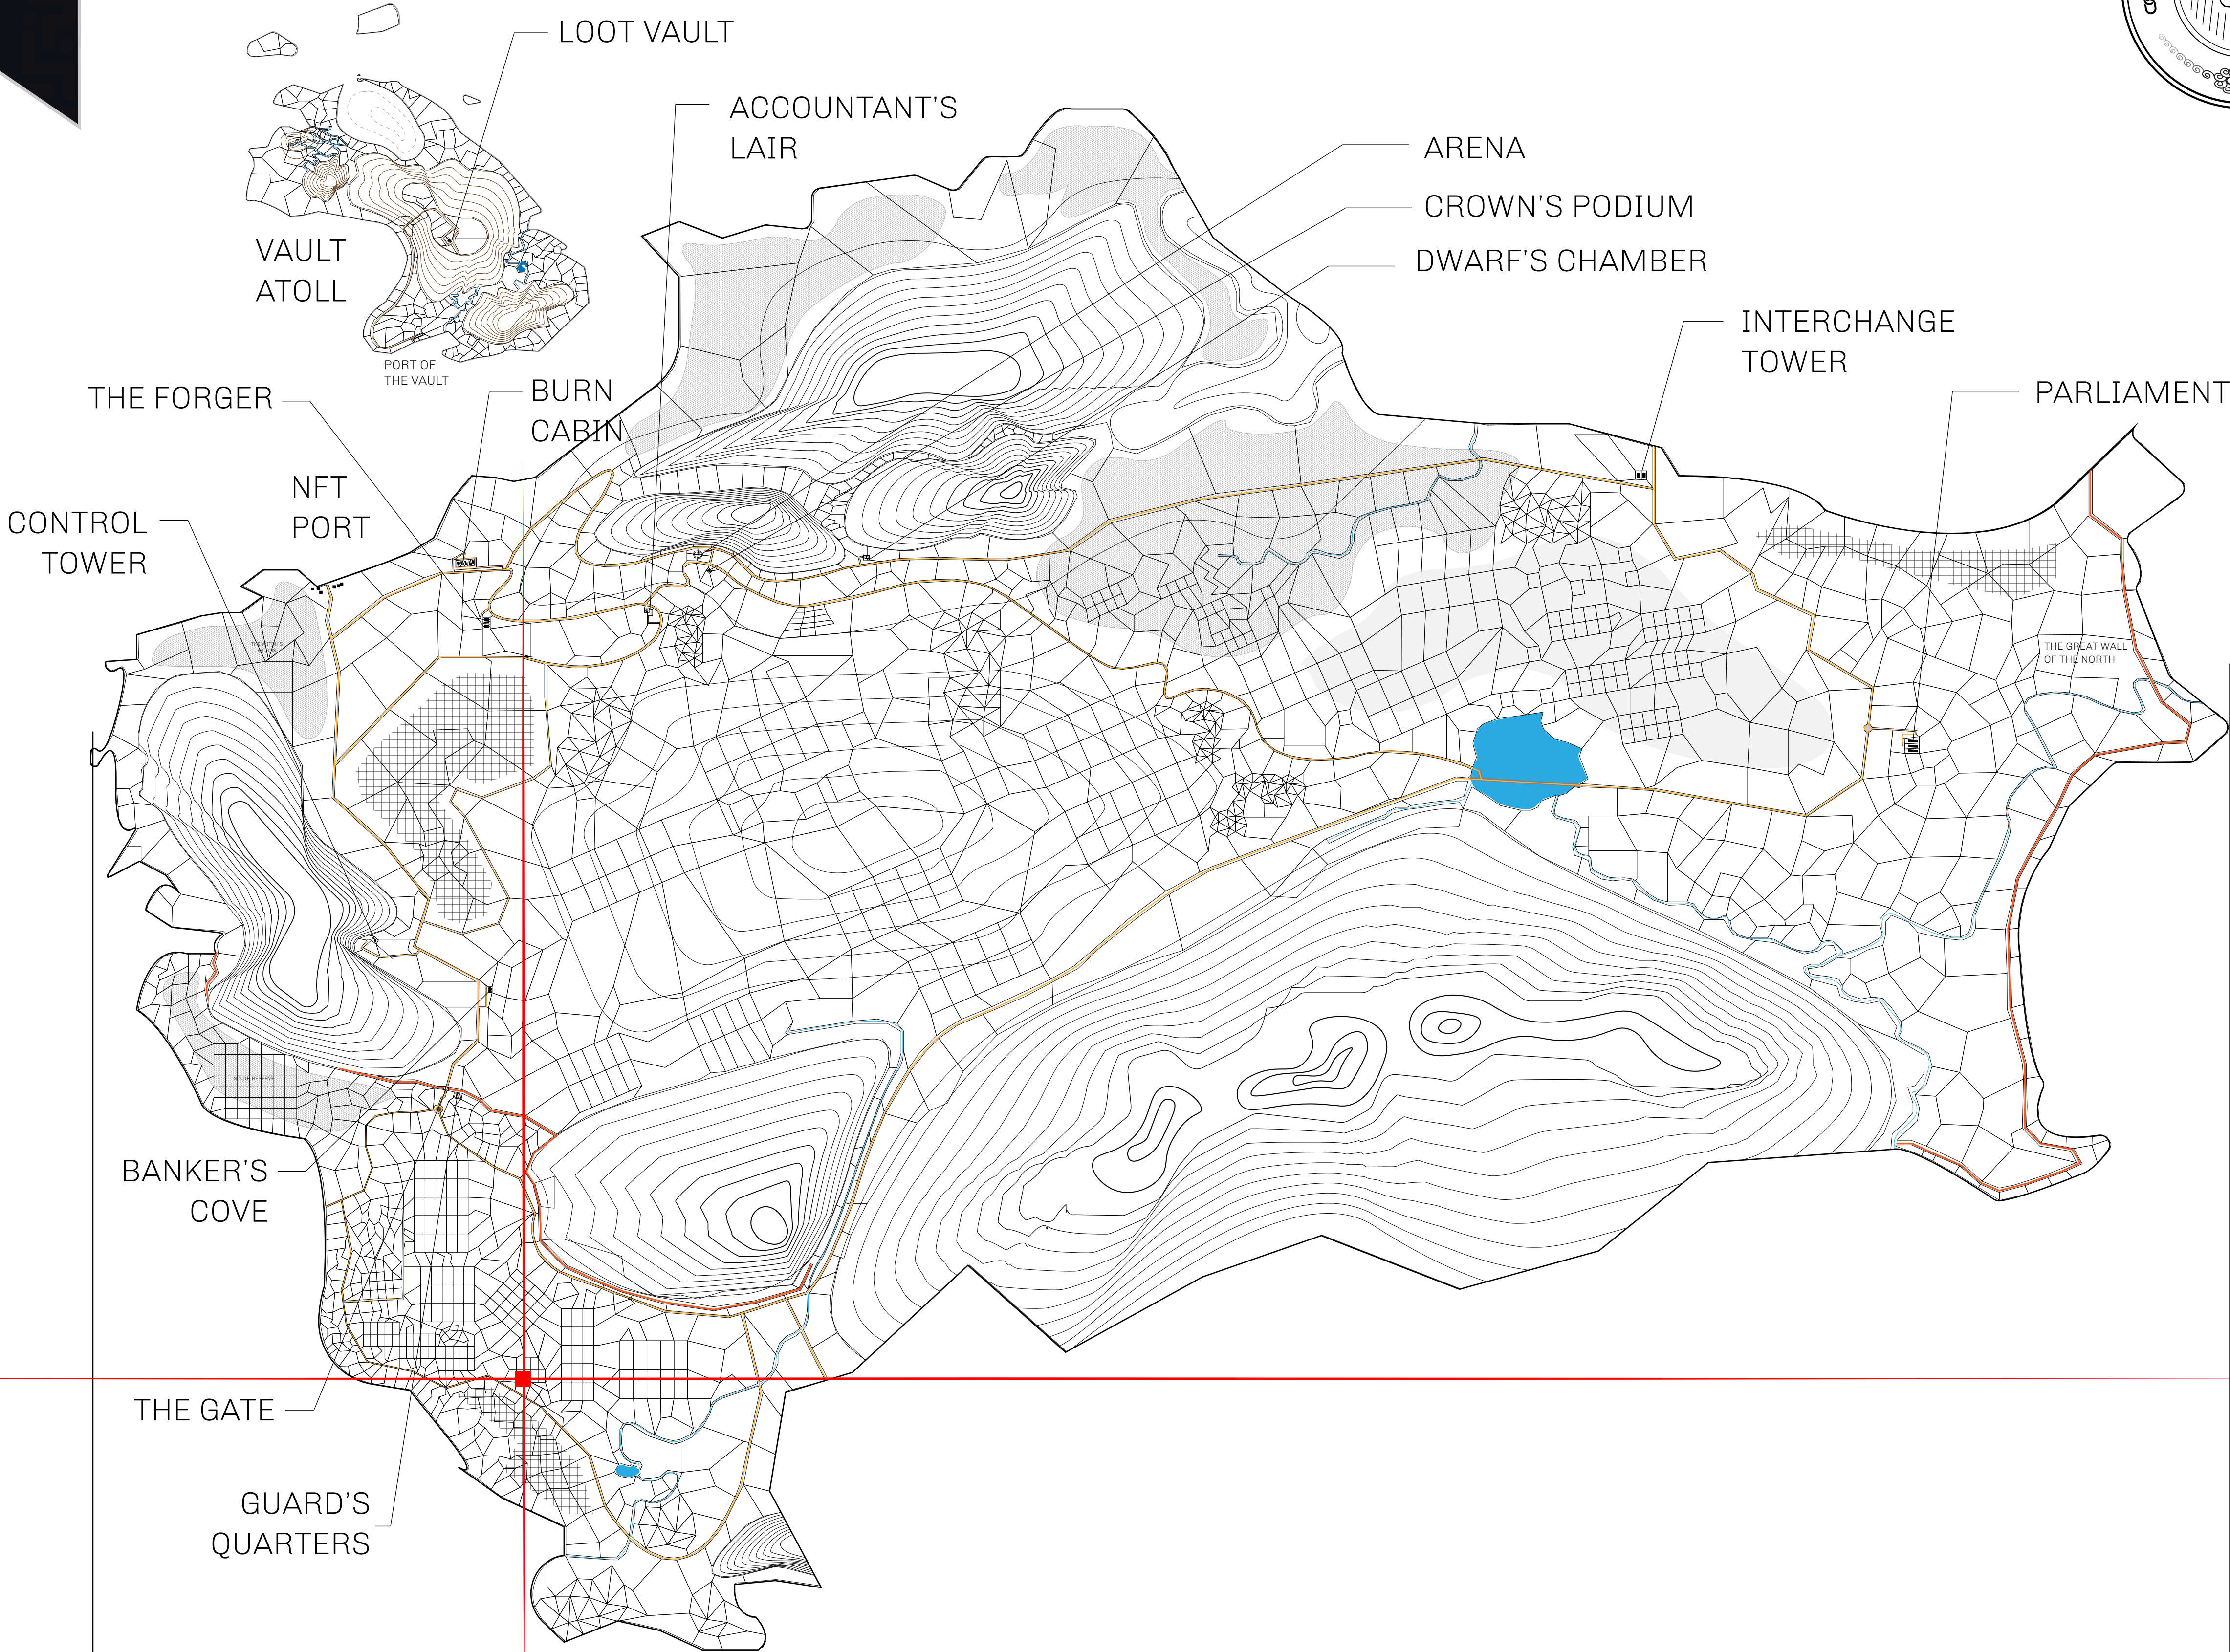 LOOT VAULT
ACCOUNTANT'S
LAIR
ARENA
CROWN'S PODIUM
DWARF'S CHAMBER
VAULT
ATOLL
INTERCHANGE
TOWER
PORT OF
THE VAULT
THE FORGER
BURN
CABIN
PARLIAMENT
NFT
PORT
CONTROL
TOWER
THE GREAT WALL
OF THE NORTH
SOUTH RESERVE
BANKER'S
COVE
THE GATE
GUARD'S
QUARTERS